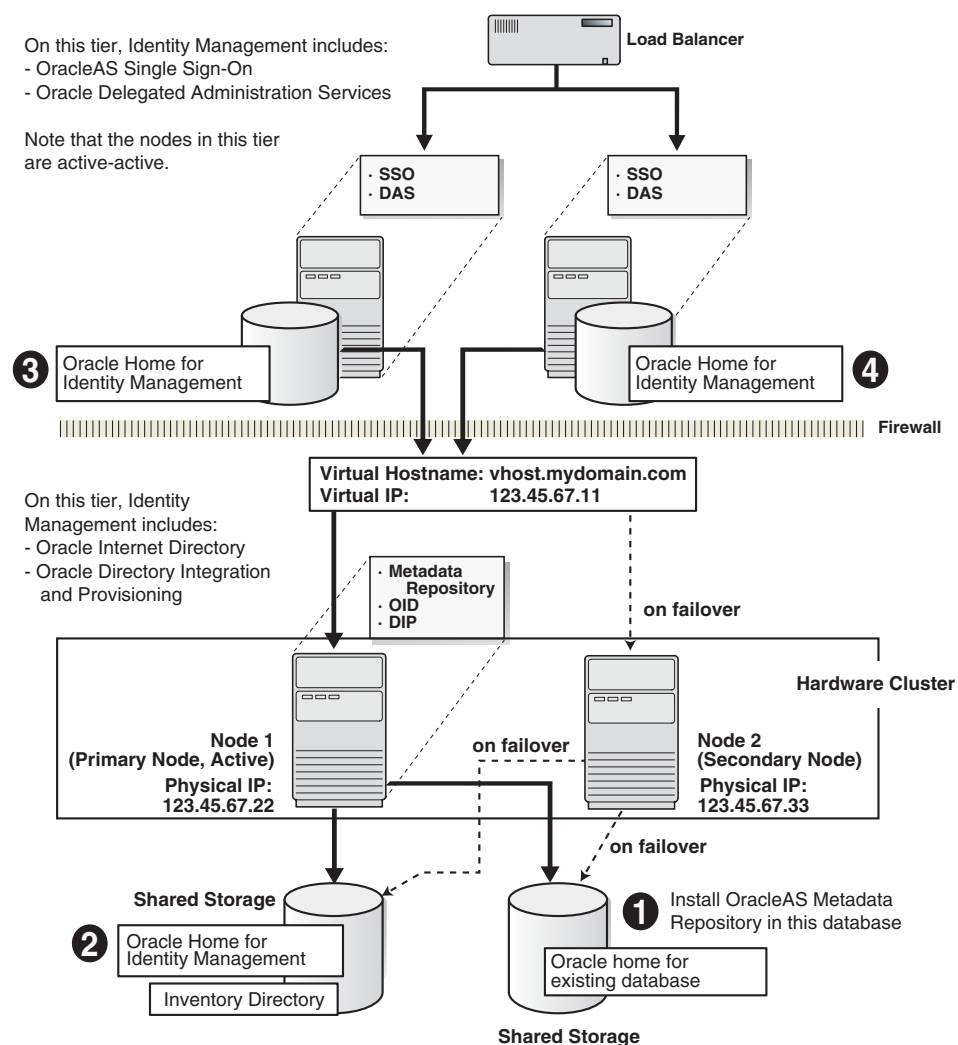 On this tier, Identity Management includes:
- OracleAS Single Sign-On
- Oracle Delegated Administration Services
Note that the nodes in this tier
are active-active.
Load Balancer
· SSO
· DAS
· SSO
· DAS
3
Oracle Home for
Identity Management
Oracle Home for
Identity Management
4
Firewall
Virtual Hostname: vhost.mydomain.com
Virtual IP: 123.45.67.11
On this tier, Identity
Management includes:
- Oracle Internet Directory
- Oracle Directory Integration
and Provisioning
· Metadata
Repository
· OID
· DIP
on failover
Hardware Cluster
Node 1
(Primary Node, Active)
Physical IP:
123.45.67.22
on failover
Node 2
(Secondary Node)
Physical IP:
123.45.67.33
on failover
Shared Storage
2
Oracle Home for
Identity Management
Inventory Directory
1
Install OracleAS Metadata
Repository in this database
Oracle home for
existing database
Shared Storage